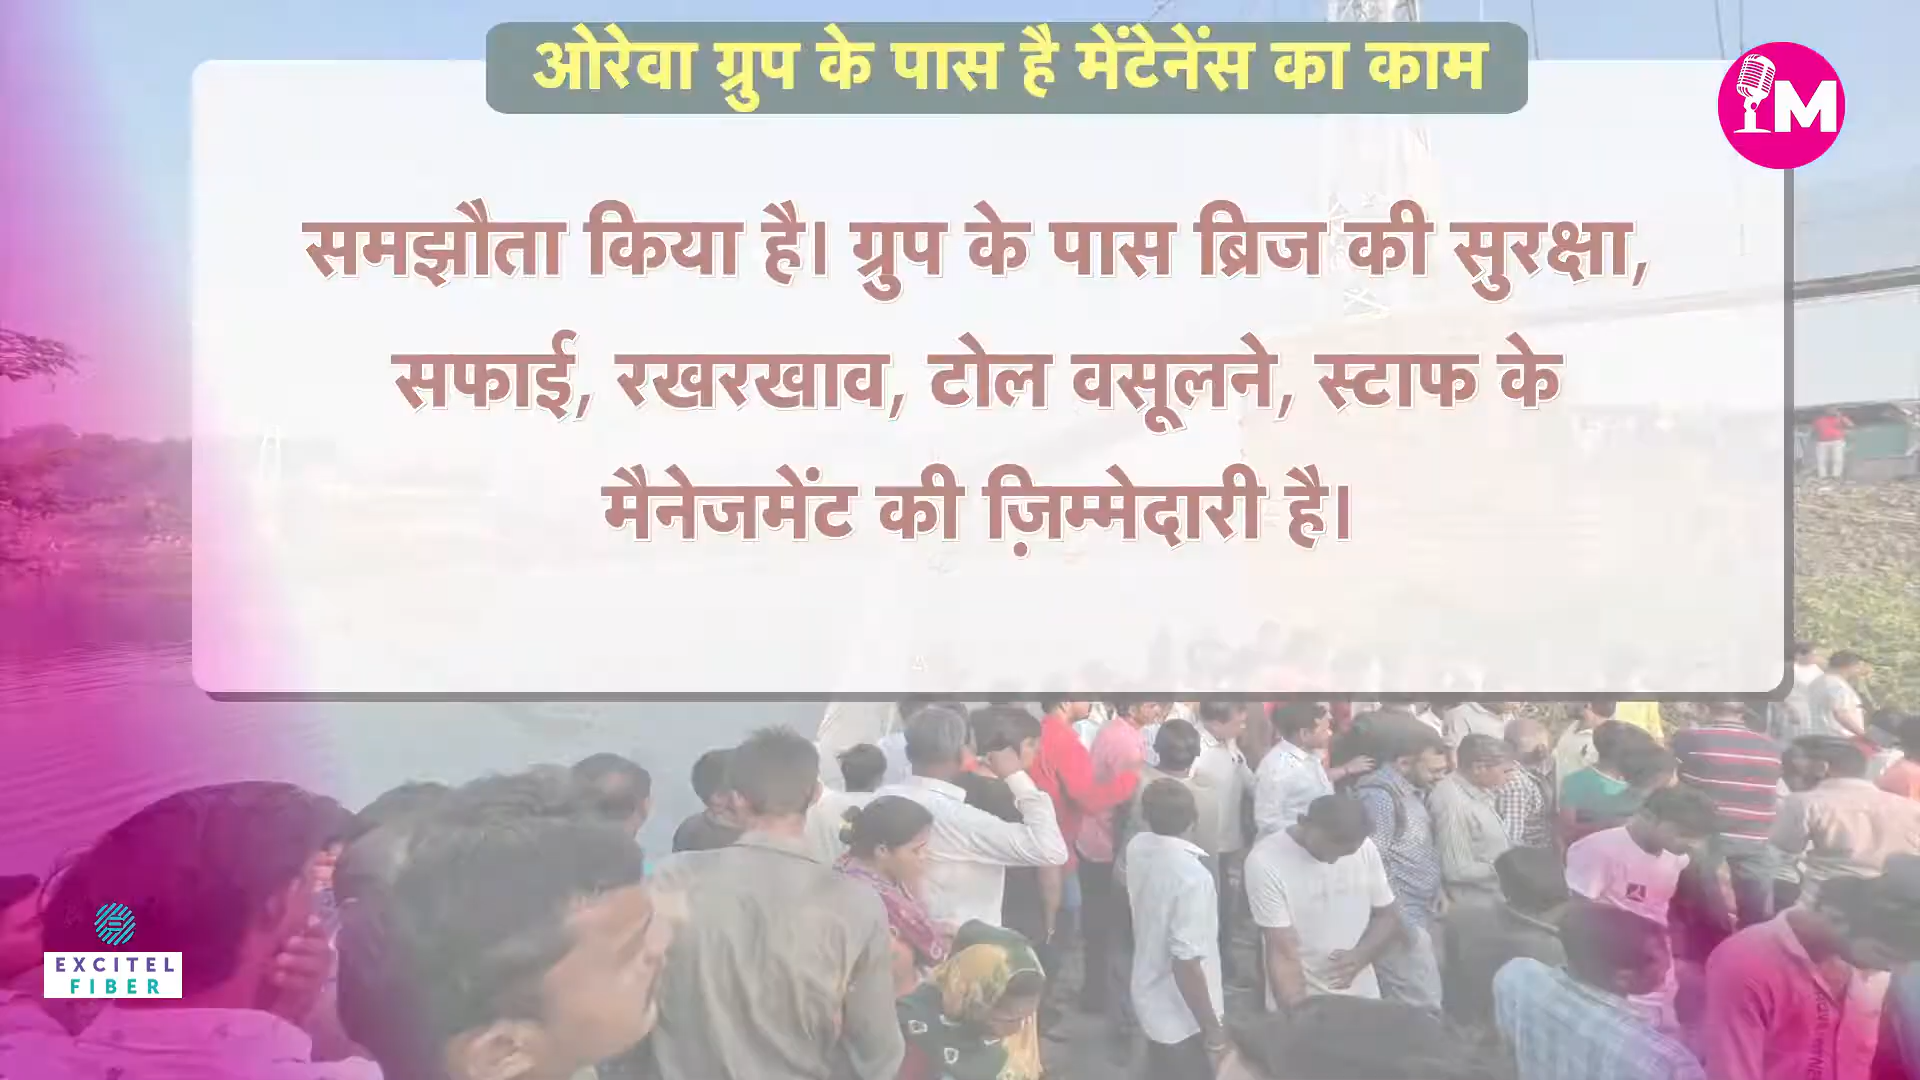 ओरेवा ग्रुप के पास है मेंटेनेंस का काम
M
समझौता किया है। ग्रुप के पास ब्रिज की सुरक्षा,
सफाई, रखरखाव, टोल वसूलने, स्टाफ के
मैनेजमेंट की ज़िम्मेदारी है।
EXCITEL
FIBER